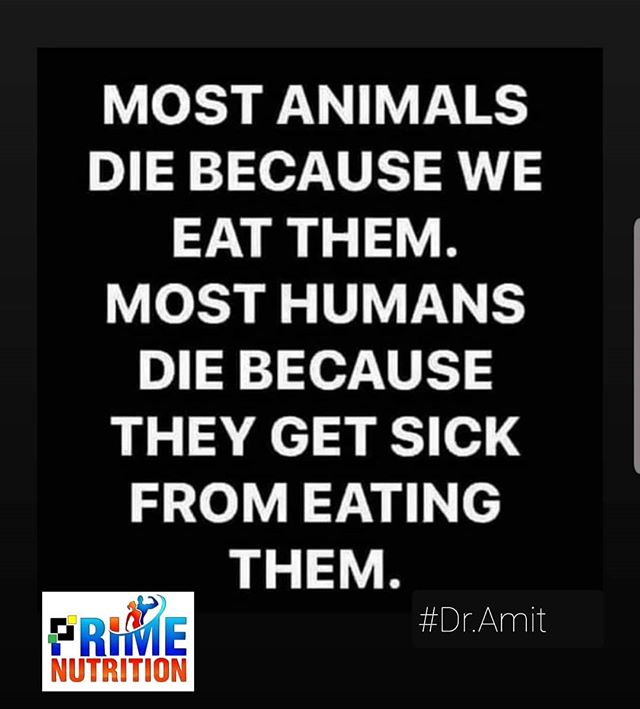 MOST ANIMALS
DIE BECAUSE WE
EAT THEM.
MOST HUMANS
DIE BECAUSE
THEY GET SICK
FROM EATING
THEM.
#Dr.Amit
PRIME
NUTRITION